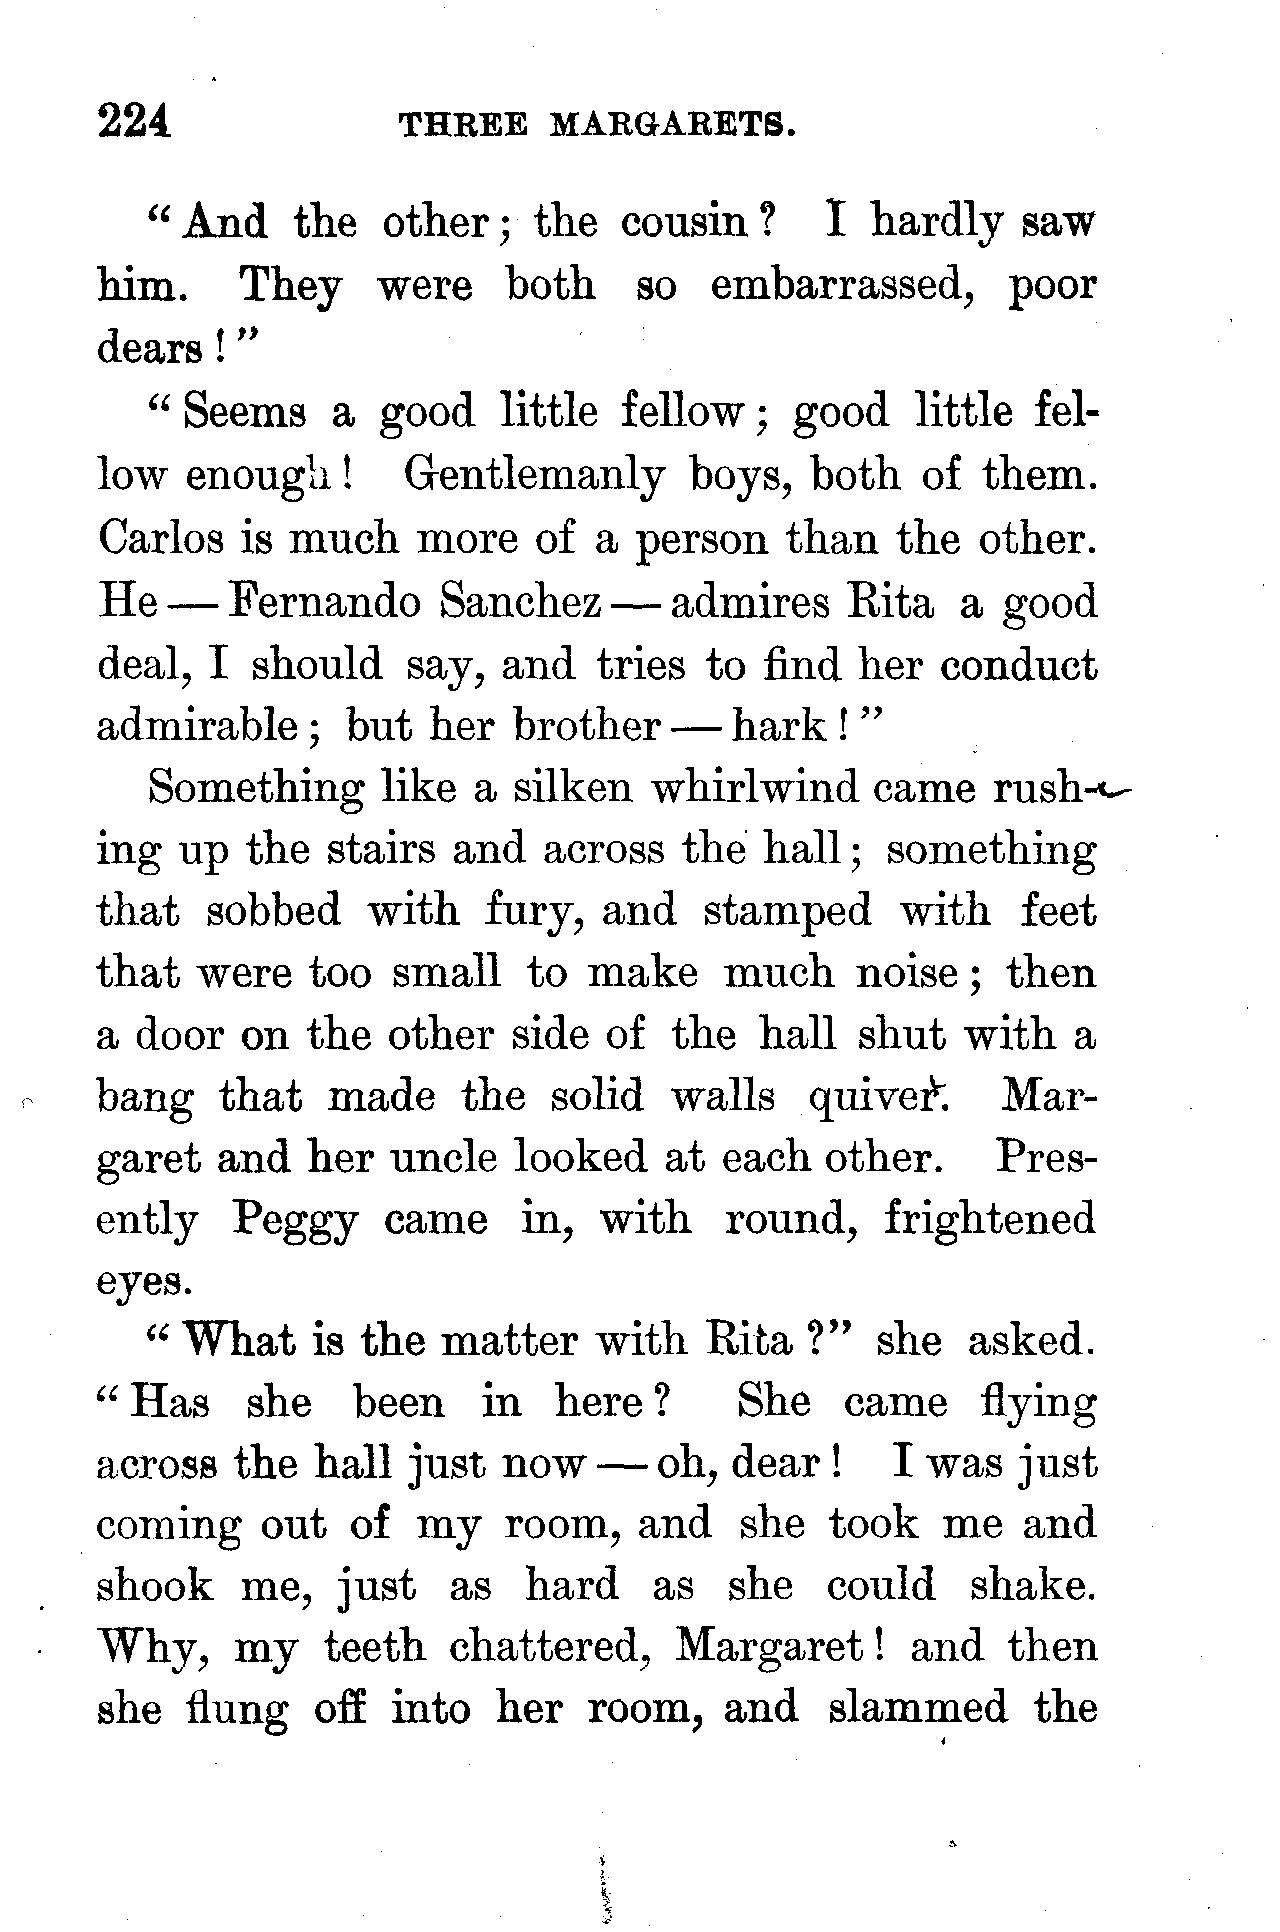 224 THREE MARGARETS.
“And the other; the cousin? I hardly saw
him. They were both so embarrassed, poor
dears!”
“Seems a good little fellow; good little fel-
low enough! Gentlemanly boys, both of them.
Carlos is much more of a person than the other.
He — Fernando Sanchez — admires Rita a good
deal, I should say, and tries to find her conduct
admirable; but her brother — hark!”
Something like a silken whirlwind came rush-
ing up the stairs and across the hall; something
that sobbed with fury, and stamped with feet
that were too small to make much noise; then
a door on the other side of the hall shut with a
bang that made the solid walls quiver. Mar-
garet and her uncle looked at each other. Pres-
ently Peggy came in, with round, frightened
eyes.
“What is the matter with Rita?” she asked.
“Has she been in here? She came flying
across the hall just now — oh, dear! I was just
coming out of my room, and she took me and
shook me, just as hard as she could shake.
Why, my teeth chattered, Margaret! and then
she flung off into her room, and slammed the